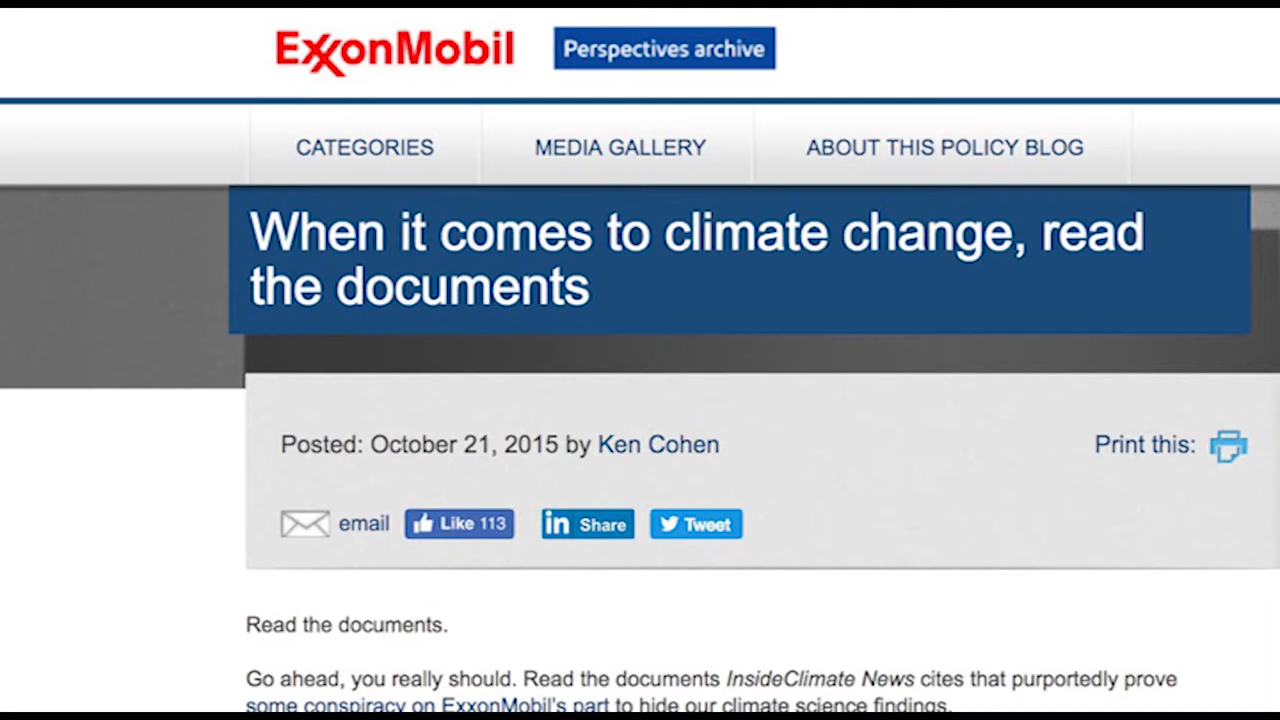 ExxonMobil
Perspectives archive
CATEGORIES
MEDIA GALLERY
ABOUT THIS POLICY BLOG
When it comes to climate change, read
the documents
Posted: October 21, 2015 by Ken Cohen
Print this:
email
Like 113
in Share
Tweet
Read the documents.
Go ahead, you really should. Read the documents InsideClimate News cites that purportedly prove
some conspiracy on ExxonMobil's part to hide our climate science findings.